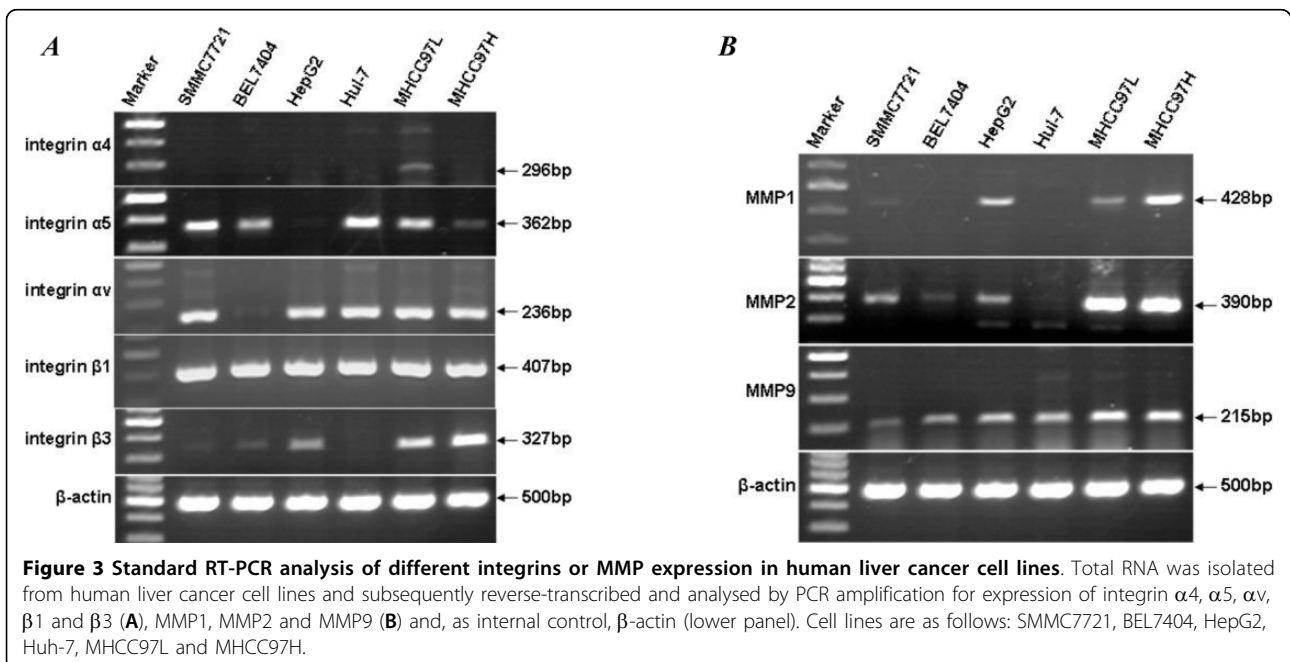 A
Marker
SMMC7721
BEL7404
HepG2
Hul-7
MHCC97L
MHCC97H
integrin α4
296bp
integrin α5
362bp
integrin αv
236bp
integrin β1
407bp
integrin β3
327bp
β-actin
500bp
B
Marker
SMMC7721
BEL7404
HepG2
Hul-7
MHCC97L
MHCC97H
MMP1
428bp
MMP2
390bp
MMP9
215bp
β-actin
500bp
Figure 3 Standard RT-PCR analysis of different integrins or MMP expression in human liver cancer cell lines. Total RNA was isolated
from human liver cancer cell lines and subsequently reverse-transcribed and analysed by PCR amplification for expression of integrin α4, α5, αv,
β1 and β3 (A), MMP1, MMP2 and MMP9 (B) and, as internal control, β-actin (lower panel). Cell lines are as follows: SMMC7721, BEL7404, HepG2,
Huh-7, MHCC97L and MHCC97H.